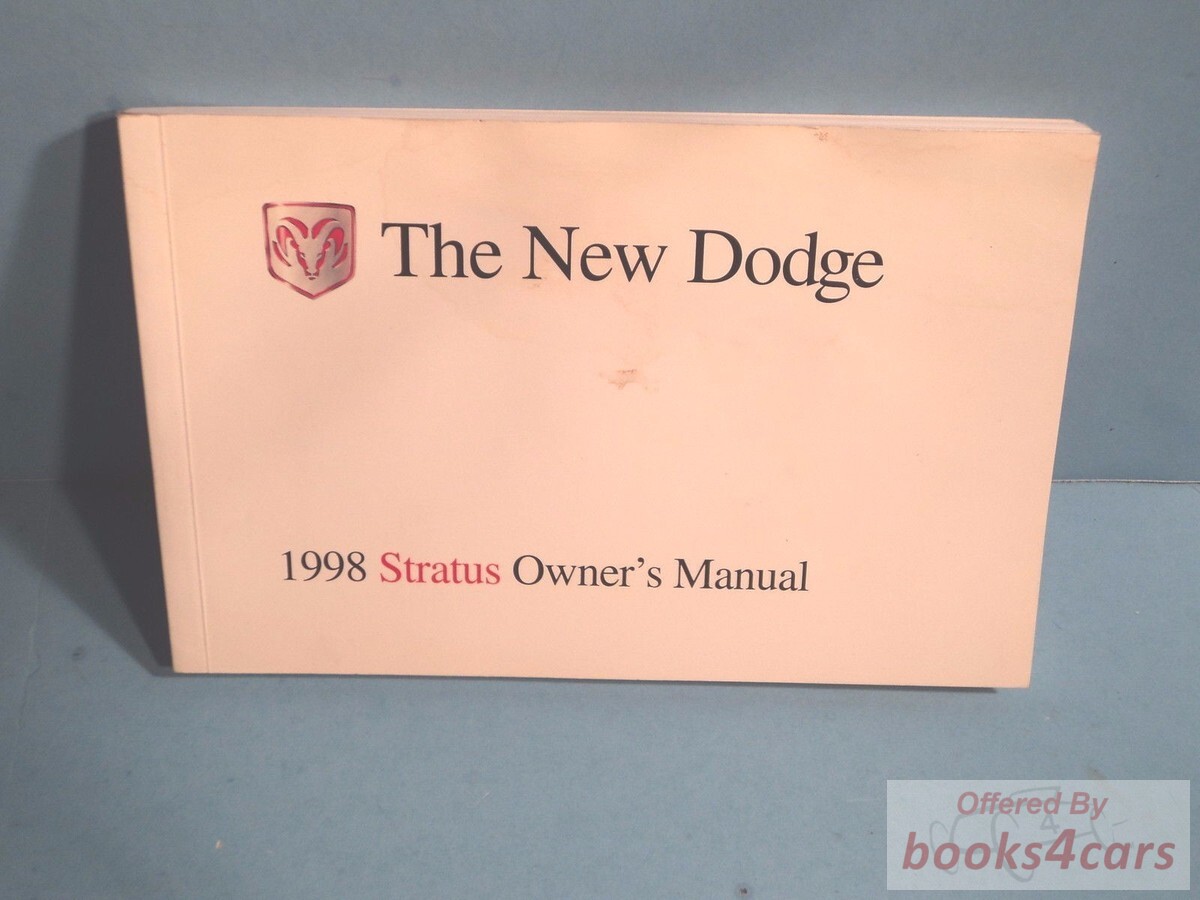 The New Dodge
1998 Stratus Owner's Manual
Offered By
books4cars